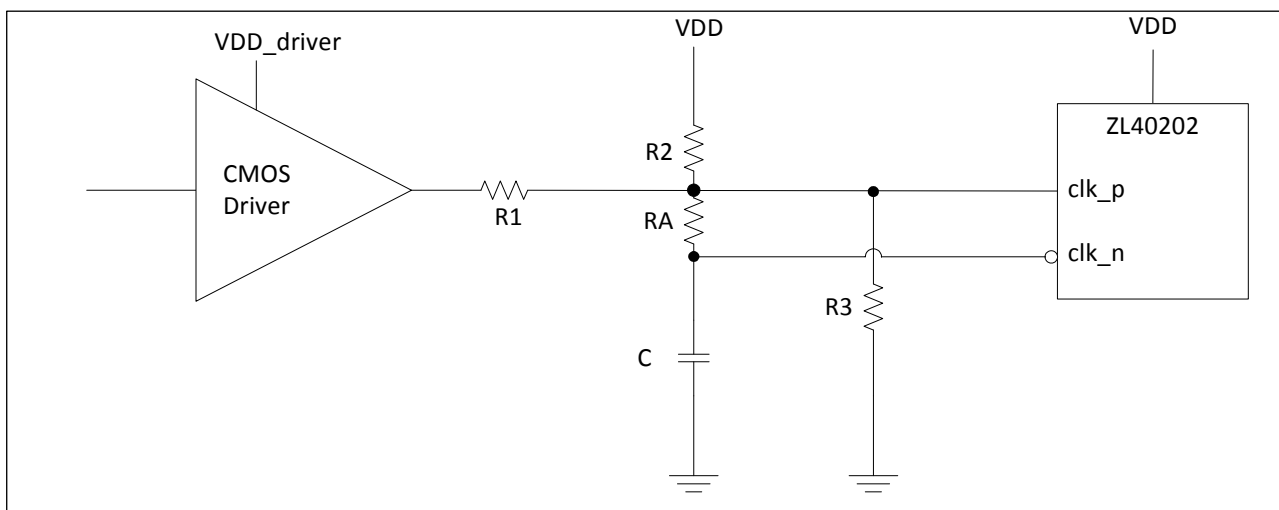 VDD_driver
VDD
VDD
ZL40202
R2
CMOS
Driver
clk_p
R1
RA
clk_n
R3
C